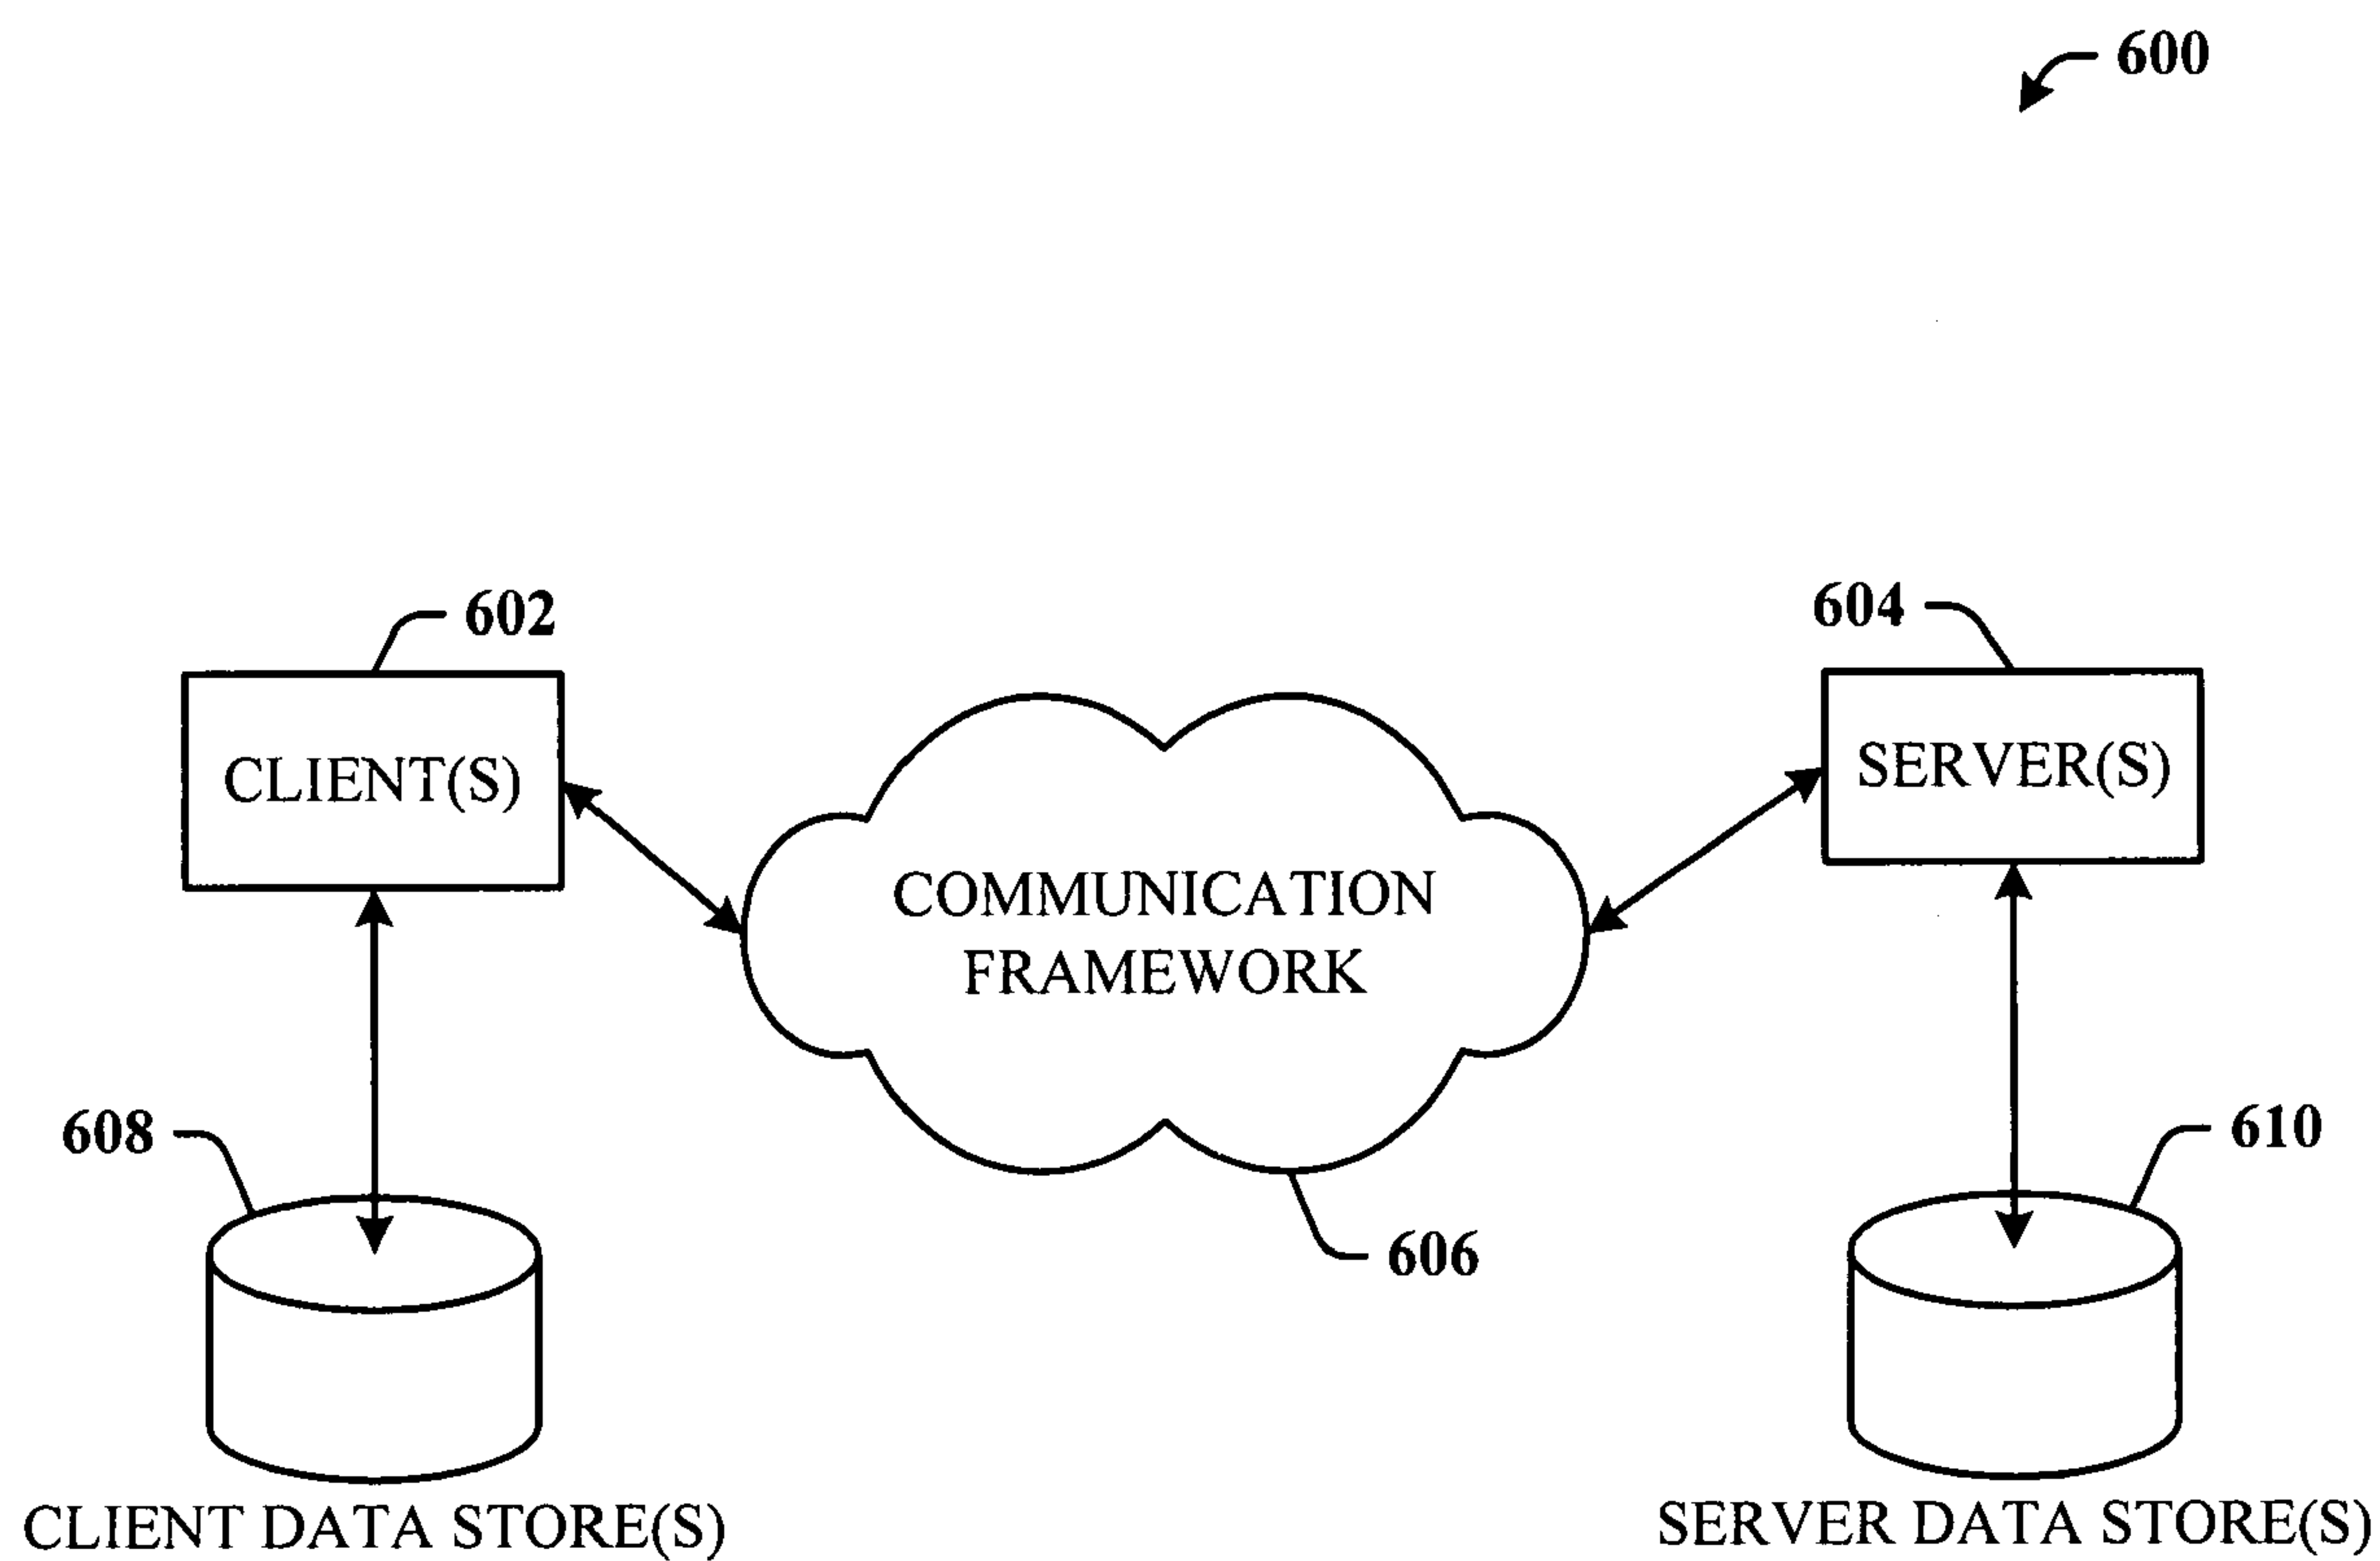 600
602
604
CLIENT(S)
SERVER(S)
COMMUNICATION
FRAMEWORK
608
610
606
CLIENT DATA STORE(S)
SERVER DATA STORE(S)